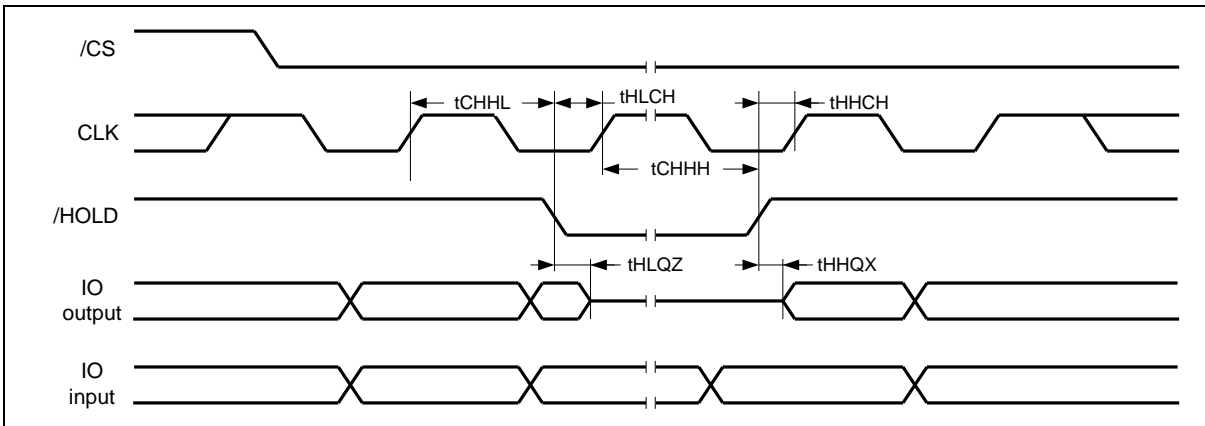 /CS
tCHHL
tHLCH
tHHCH
CLK
tCHHH
/HOLD
tHLQZ
tHHQX
IO
output
IO
input